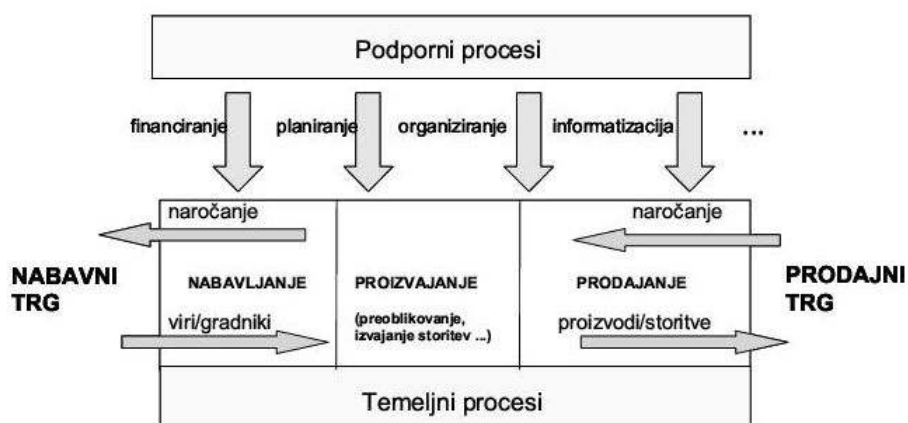 Podporni procesi
financiranje planiranje organiziranje informatizacija ...
naročanje naročanje
NABAVNI
TRG
NABAVLJANJE PROIZVAJANJE PRODAJANJE
PRODAJNI
TRG
viri/gradniki
(preoblikovanje,
izvajanje storitev ...)
proizvodi/storitve
Temeljni procesi